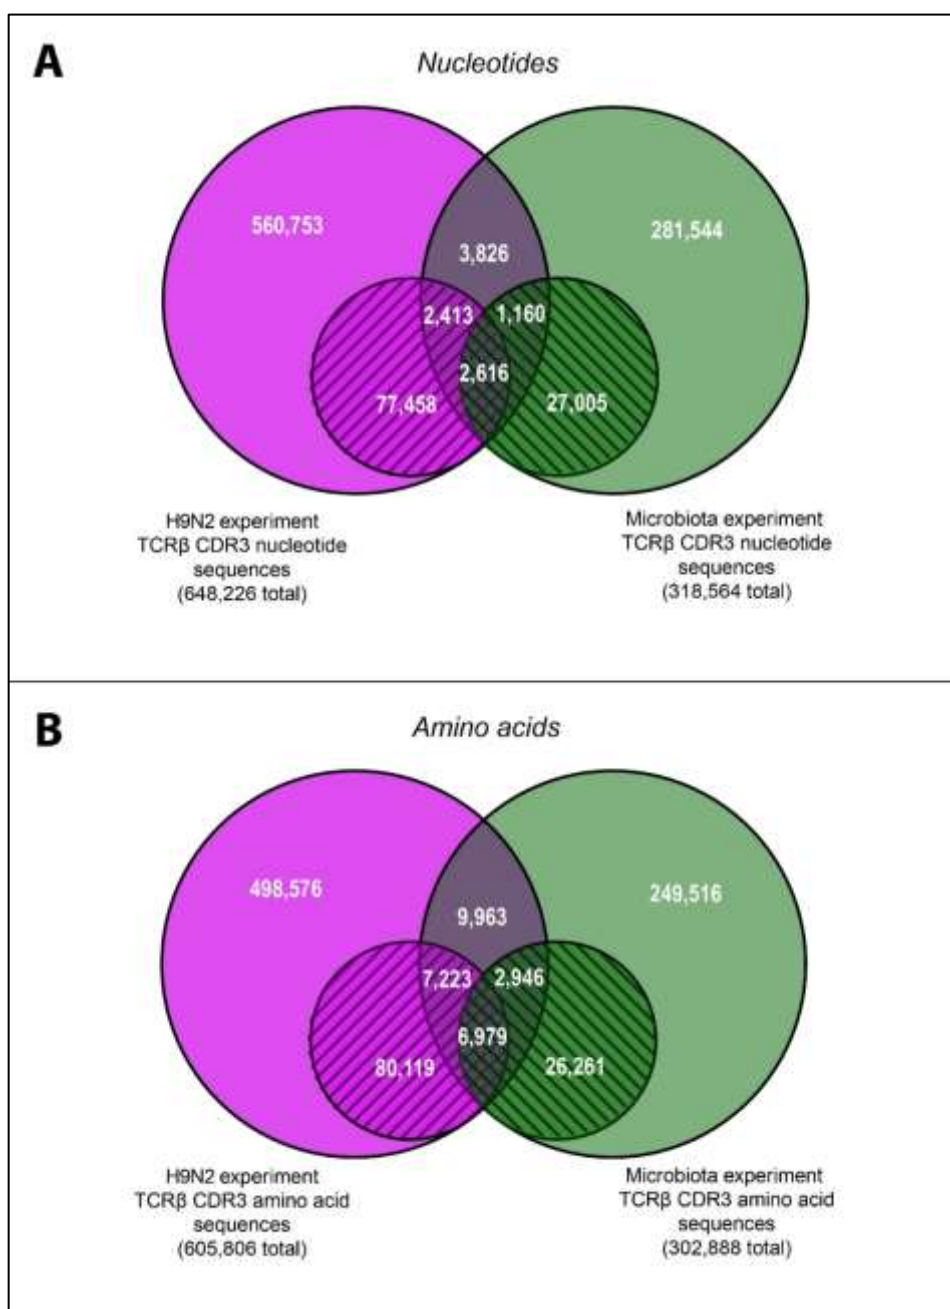 A
Nucleotides
560,753
281,544
3,826
2,413
1,160
2,616
77,458
27,005
H9N2 experiment
TCRβ CDR3 nucleotide
sequences
(648,226 total)
Microbiota experiment
TCRβ CDR3 nucleotide
sequences
(318,564 total)
B
Amino acids
498,576
249,516
9,963
7,223
2,946
6,979
80,119
26,261
H9N2 experiment
TCRβ CDR3 amino acid
sequences
(605,806 total)
Microbiota experiment
TCRβ CDR3 amino acid
sequences
(302,888 total)